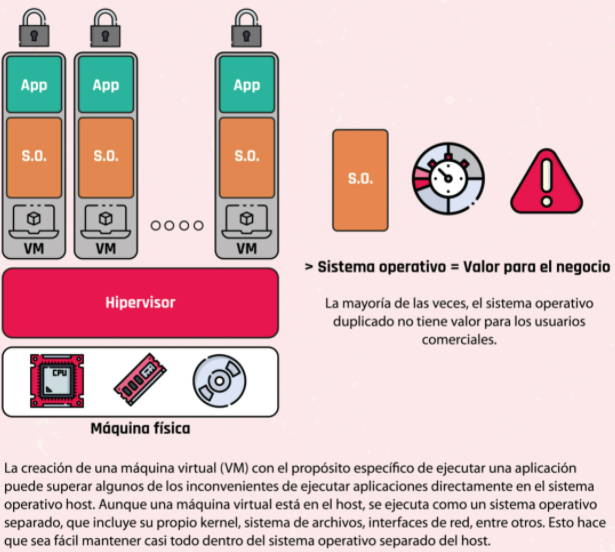 App
App
App
S.O.
S.O.
S.O.
VM
VM
VM
Hipervisor
CPU
Máquina física
S.O.
> Sistema operativo = Valor para el negocio
La mayoría de las veces, el sistema operativo
duplicado no tiene valor para los usuarios
comerciales.
La creación de una máquina virtual (VM) con el propósito específico de ejecutar una aplicación
puede superar algunos de los inconvenientes de ejecutar aplicaciones directamente en el sistema
operativo host. Aunque una máquina virtual está en el host, se ejecuta como un sistema operativo
separado, que incluye su propio kernel, sistema de archivos, interfaces de red, entre otros. Esto hace
que sea fácil mantener casi todo dentro del sistema operativo separado del host.